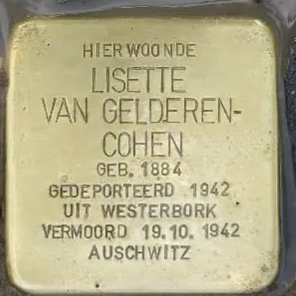 HIER WOONDE
LISETTE
VAN GELDEREN-
COHEN
GEB. 1884
GEDEPORTEERD 1942
UIT WESTERBORK
VERMOORD 19.10.1942
AUSCHWITZ